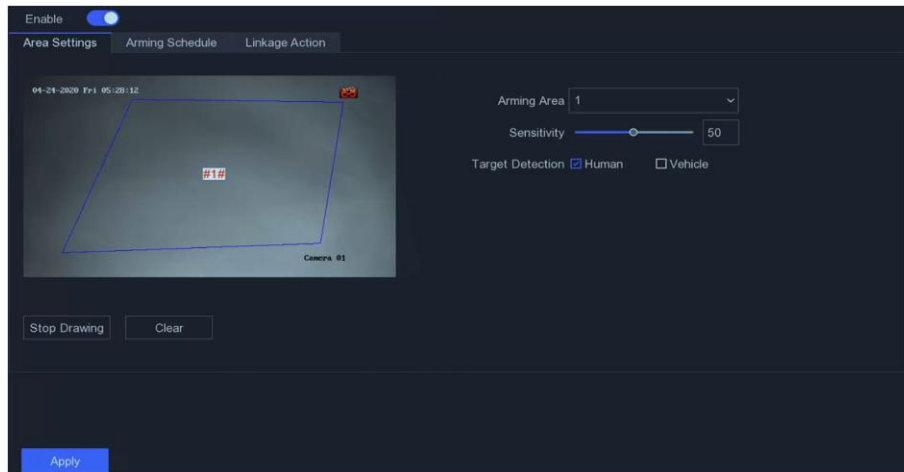 Enable
Area Settings Arming Schedule Linkage Action
04-24-2020 Fri 05:28:12
Arming Area 1
Sensitivity 50
Target Detection Human Vehicle
#1#
Camera 01
Stop Drawing Clear
Apply